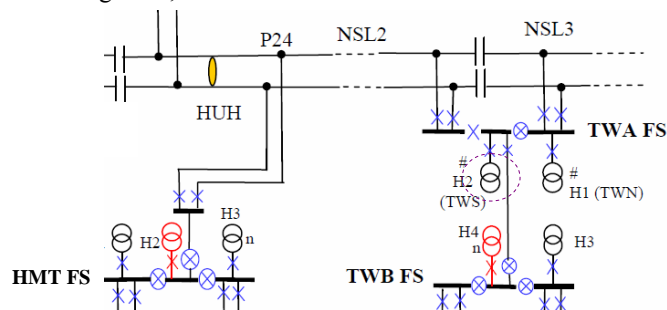 P24
NSL2
NSL3
HUH
TWA FS
#
H2
(TWS)
#
H1 (TWN)
H3
H2
n
HMT FS
H4
n
H3
TWB FS